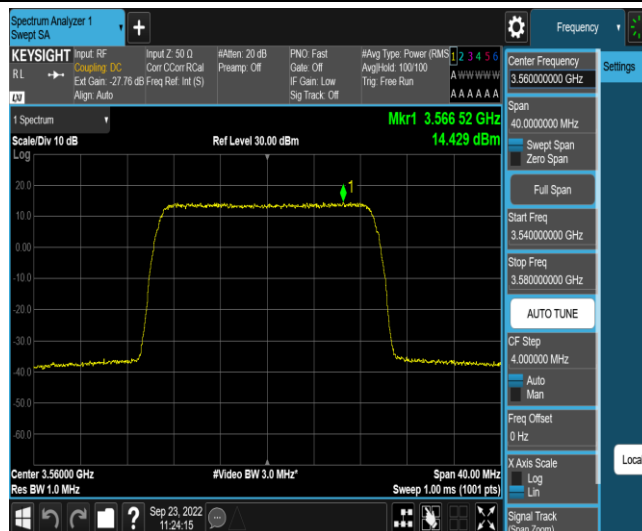 Spectrum Analyzer 1
Swept SA
+
Frequency
KEYSIGHT
RL
LXI
Input: RF
Coupling: DC
Ext Gain: -27.76 dB
Align: Auto
Input Z: 50 Ω
Corr CCorr RCal
Freq Ref: Int (S)
#Atten: 20 dB
Preamp: Off
PNO: Fast
Gate: Off
IF Gain: Low
Sig Track: Off
#Avg Type: Power (RMS
Avg|Hold: 100/100
Trig: Free Run
1 2 3 4 5 6
A W W W W W
A A A A A A
1 Spectrum
Scale/Div 10 dB
Log
Ref Level 30.00 dBm
Mkr1 3.566 52 GHz
14.429 dBm
1
20.0
10.0
0.00
-10.0
-20.0
-30.0
-40.0
-50.0
-60.0
Center 3.56000 GHz
Res BW 1.0 MHz
#Video BW 3.0 MHz*
Span 40.00 MHz
Sweep 1.00 ms (1001 pts)
?
Sep 23, 2022
11:24:15
Center Frequency
3.560000000 GHz
Span
40.0000000 MHz
Swept Span
Zero Span
Full Span
Start Freq
3.540000000 GHz
Stop Freq
3.580000000 GHz
AUTO TUNE
CF Step
4.000000 MHz
Auto
Man
Freq Offset
0 Hz
X Axis Scale
Log
Lin
Signal Track
(Span Zoom)
Settings
Local